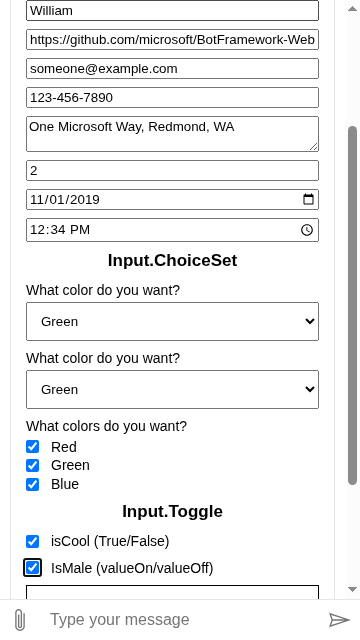 William
https://github.com/microsoft/BotFramework-Web
someone@example.com
123-456-7890
One Microsoft Way, Redmond, WA
2
11/01/2019
12:34 PM
Input.ChoiceSet
What color do you want?
Green
What color do you want?
Green
What colors do you want?
Red
Green
Blue
Input.Toggle
isCool (True/False)
IsMale (valueOn/valueOff)
Type your message